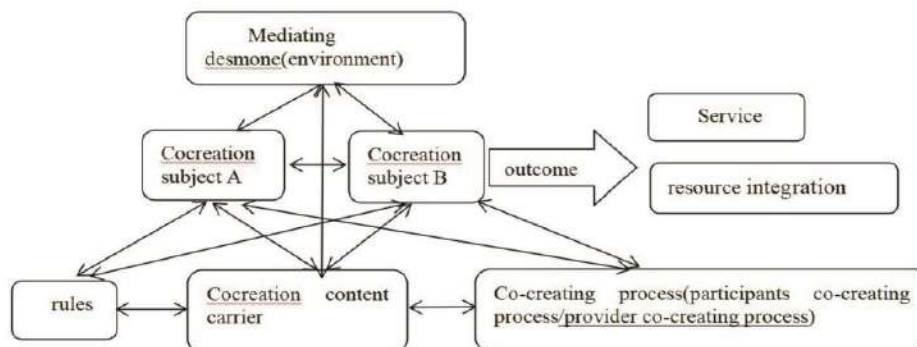 Mediating
desmone(environment)
Service
Cocreation
subject A
Cocreation
subject B
outcome
resource integration
rules
Cocreation content
carrier
Co-creating process(participants co-creating
process/provider co-creating process)